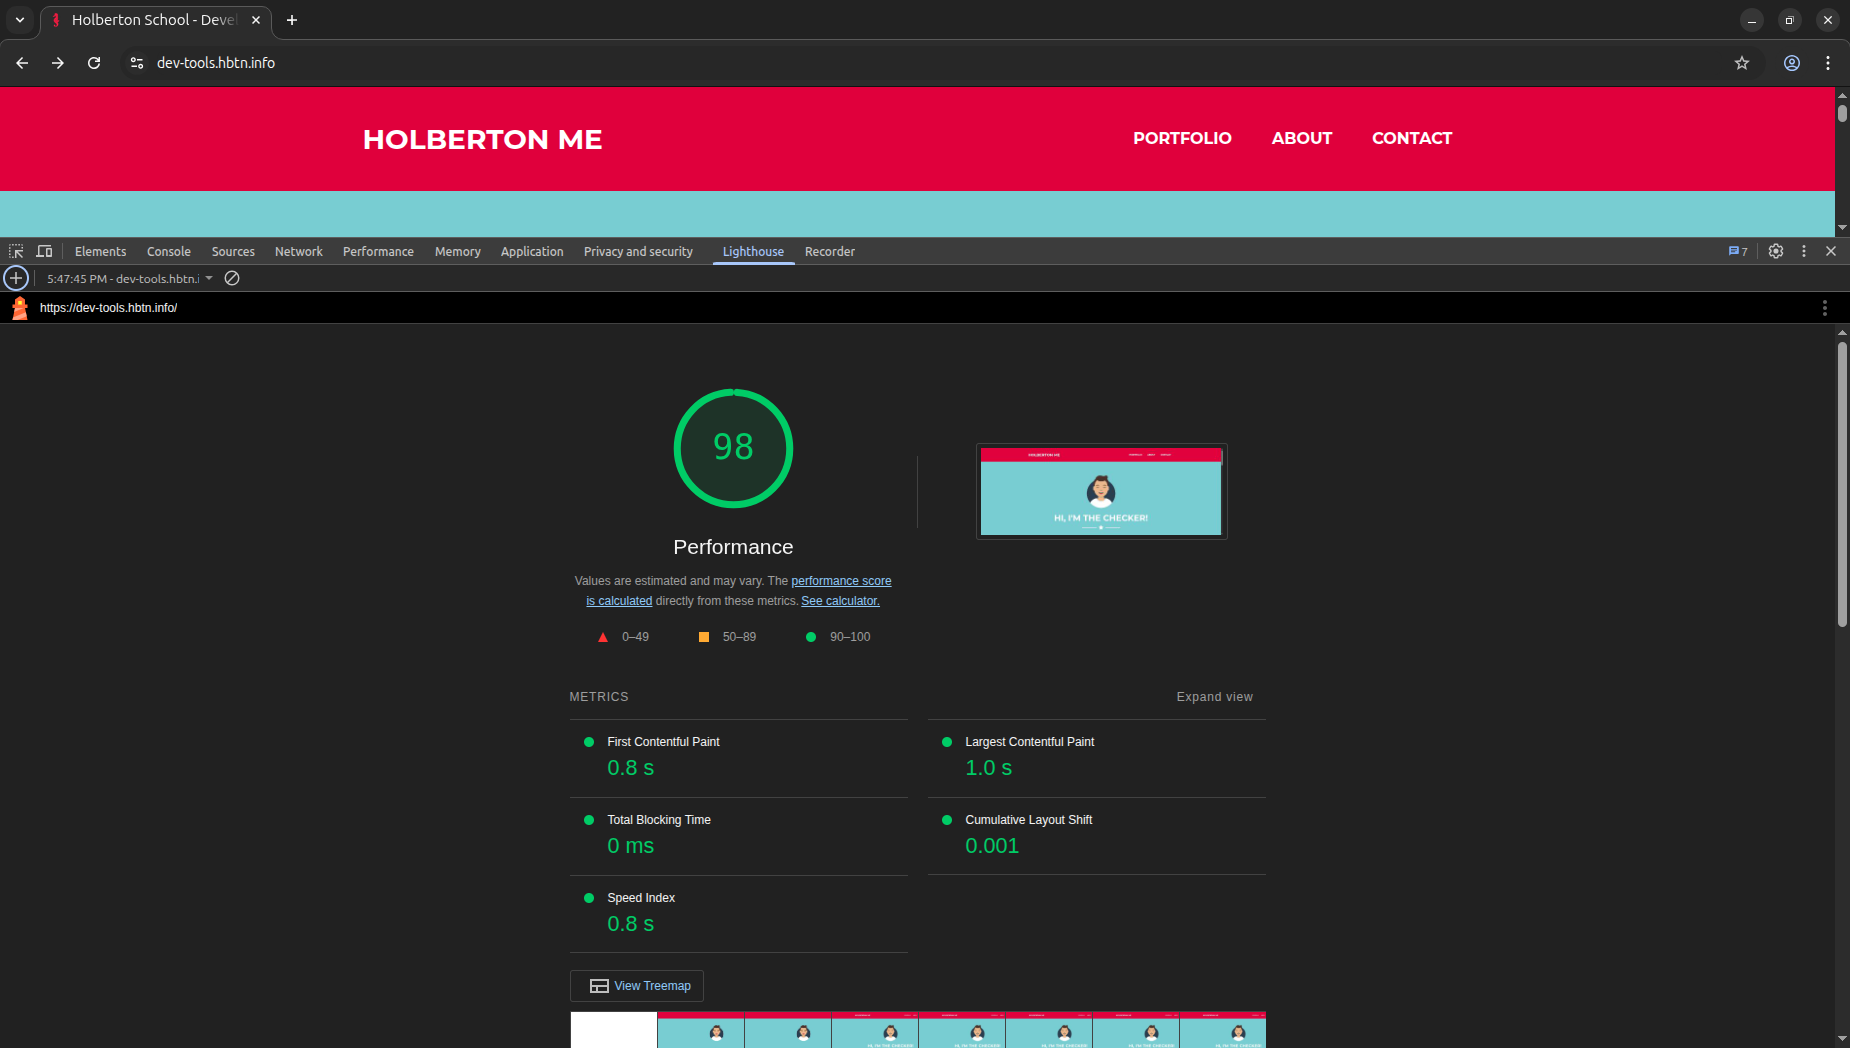 Holberton School - Devel
dev-tools.hbtn.info
HOLBERTON ME
PORTFOLIO ABOUT CONTACT
Elements Console Sources Network Performance Memory Application Privacy and security Lighthouse Recorder 7
5:47:45 PM - dev-tools.hbtn.i
https://dev-tools.hbtn.info/
98
HOLBERTON ME
HI, I'M THE CHECKER!
Performance
Values are estimated and may vary. The performance score
is calculated directly from these metrics. See calculator.
0–49 50–89 90–100
METRICS Expand view
First Contentful Paint
0.8 s
Largest Contentful Paint
1.0 s
Total Blocking Time
0 ms
Cumulative Layout Shift
0.001
Speed Index
0.8 s
View Treemap